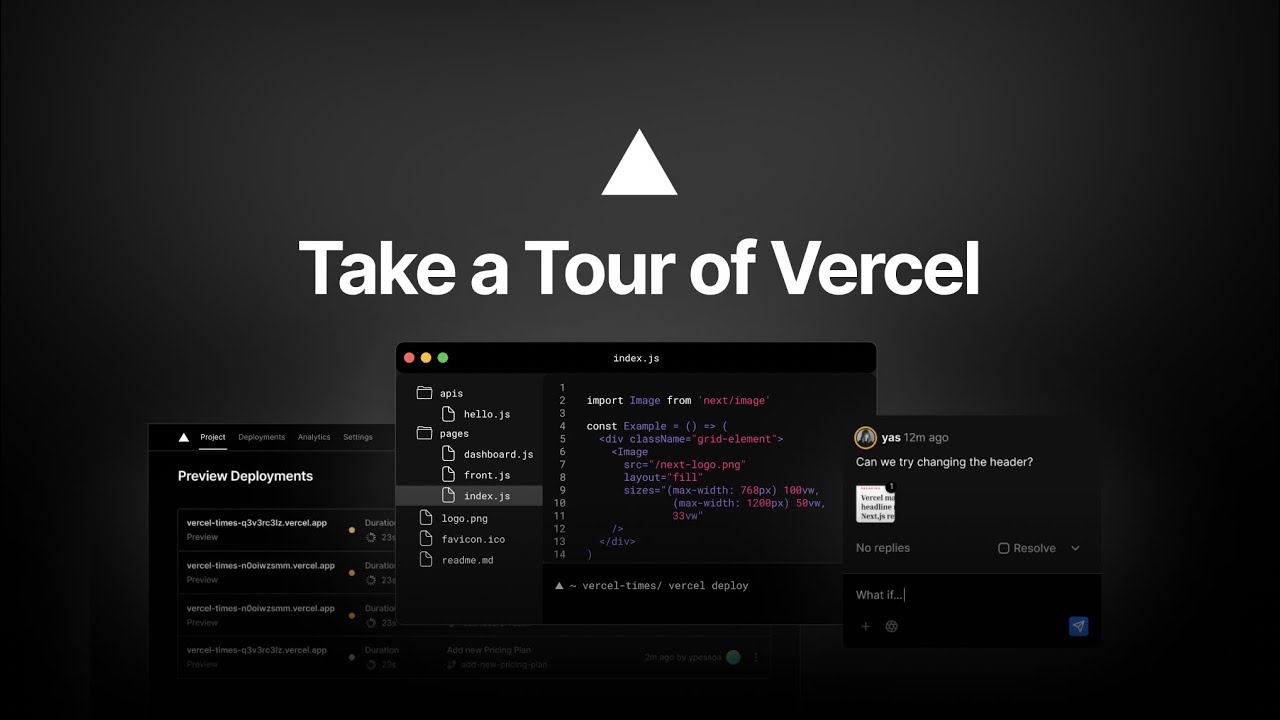 Take a Tour of Vercel
index.js
apis
hello.js
pages
dashboard.js
front.js
index.js
logo.png
favicon.ico
readme.md
1
2 import Image from 'next/image'
3
4 const Example = () => (
5 <div className="grid-element">
6 <Image
7 src="/next-logo.png"
8 layout="fill"
9 sizes="(max-width: 768px) 100vw,
10 (max-width: 1200px) 50vw,
11 33vw"
12 />
13 </div>
14 )
▲ ~ vercel-times/ vercel deploy
Project Deployments Analytics Settings
Preview Deployments
vercel-times-q3v3rc3lz.vercel.app Duration
Preview 23s
vercel-times-n0oiwzsmm.vercel.app Duration
Preview 23s
vercel-times-n0oiwzsmm.vercel.app Duration
Preview 23s
vercel-times-q3v3rc3lz.vercel.app Duration Add new Pricing Plan
Preview 23s add-new-pricing-plan
2m ago by
yas 12m ago
Can we try changing the header?
1
Vercel
headline
Next.js
No replies Resolve
What if...